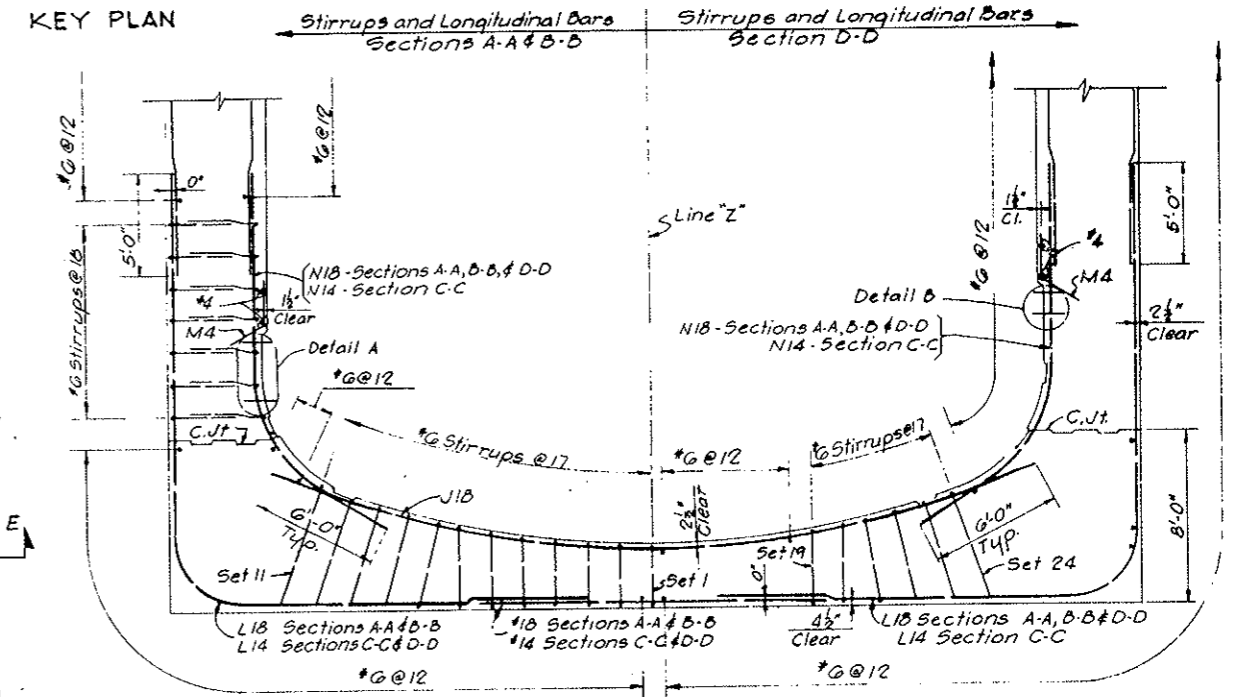 KEY PLAN
Stirrups and Longitudinal Bars
Sections A-A & B-B
Stirrups and Longitudinal Bars
Section D-D
#6 @ 12
#6 @ 12
0"
5'-0"
#6 Stirrups @ 18
N18 - Sections A-A, B-B, & D-D
N14 - Section C-C
#4
1½"
Clear
M4
Detail A
#6 @ 12
C.Jt.
#6 Stirrups @ 17
J18
6'-0"
Typ.
Set 11
E
L18 Sections A-A & B-B
L14 Sections C-C & D-D
#6 @ 12
Line "Z"
#6 @ 12
2½"
Clear
Set 1
#18 Sections A-A & B-B
#14 Sections C-C & D-D
0"
Set 19
4½"
Clear
#6 Stirrups @ 17
#6 @ 12
1½"
Cl.
#4
M4
5'-0"
Detail B
N18 - Sections A-A, B-B & D-D
N14 - Section C-C
2½"
Clear
C.Jt.
8'-0"
6'-0"
Typ.
Set 24
L18 Sections A-A, B-B & D-D
L14 Section C-C
#6 @ 12